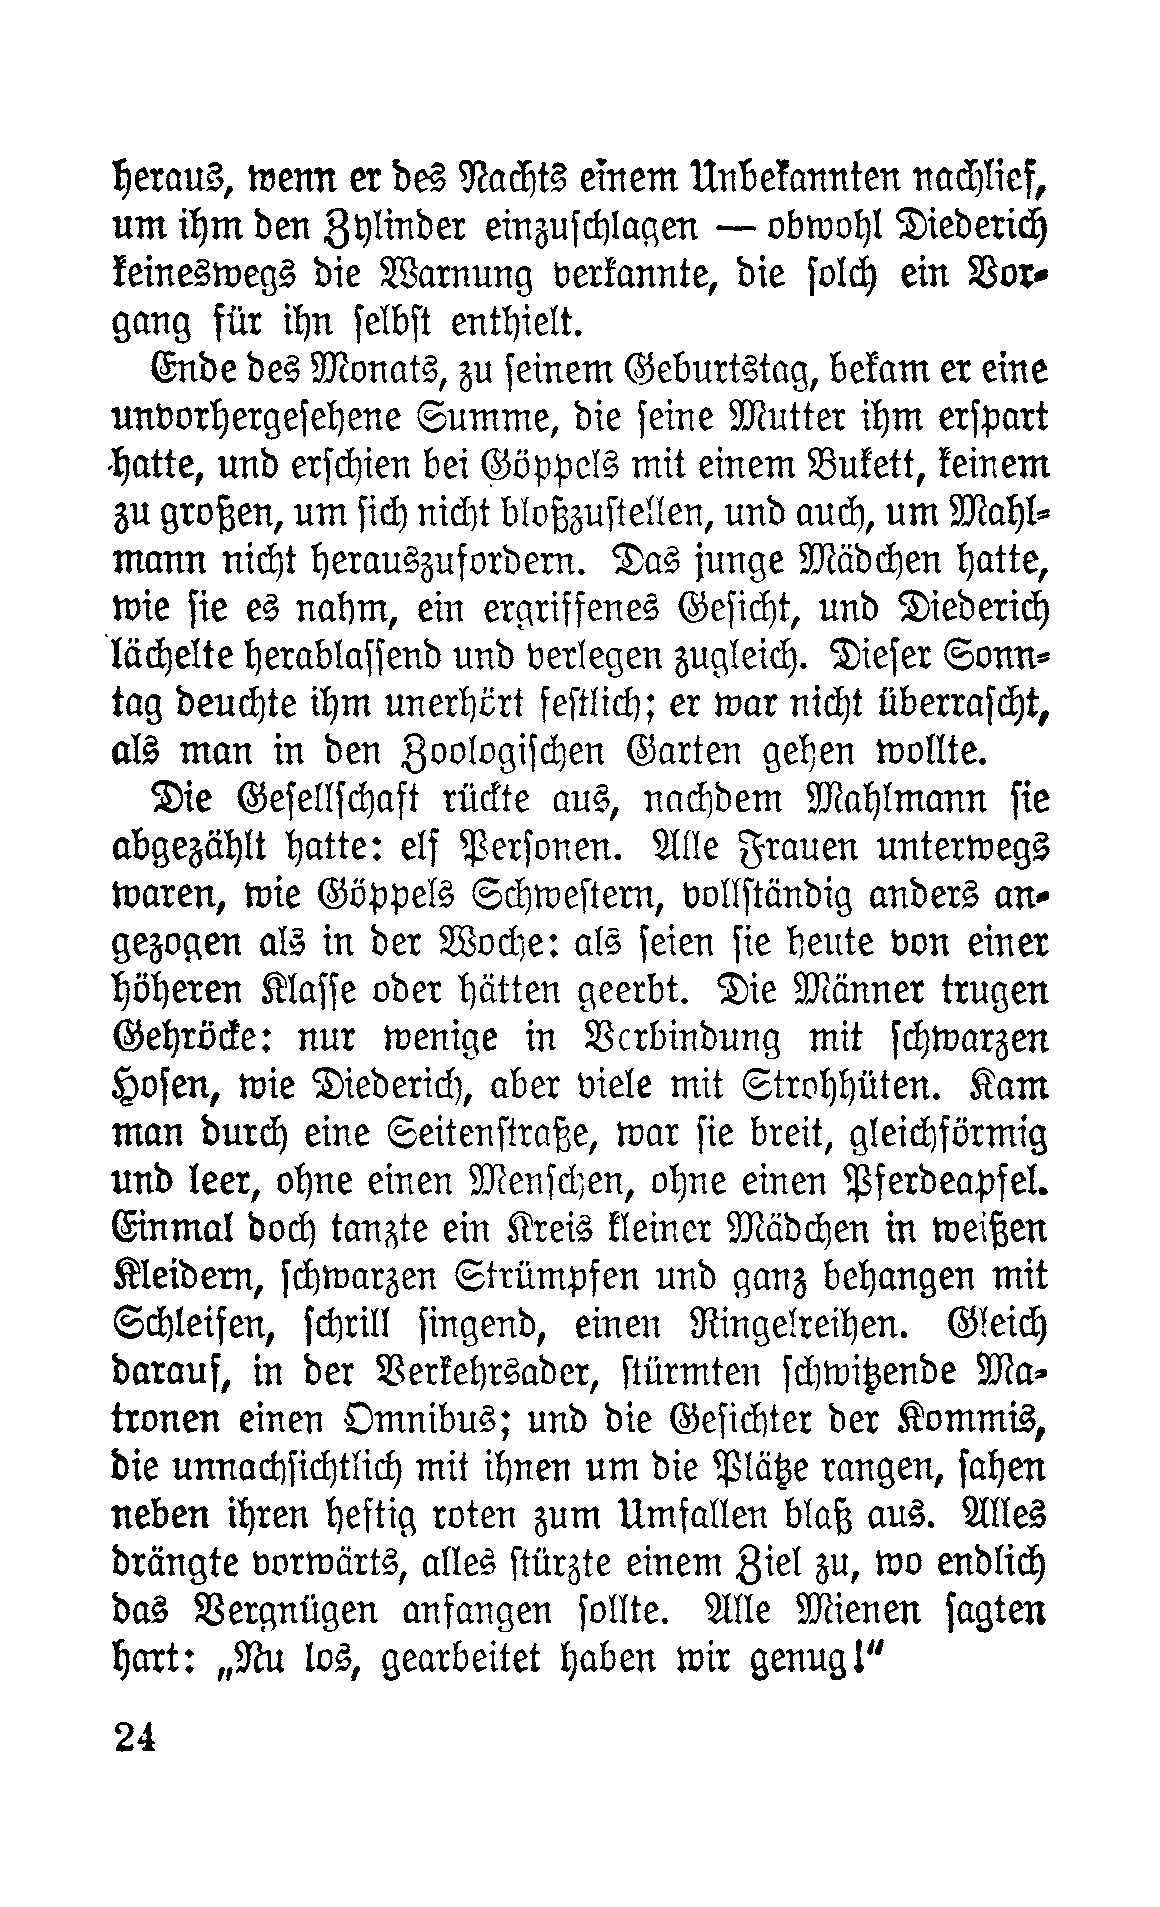 heraus, wenn er des Nachts einem Unbekannten nachlief,
um ihm den Zylinder einzuschlagen — obwohl Diederich
keineswegs die Warnung verkannte, die solch ein Vor-
gang für ihn selbst enthielt.
Ende des Monats, zu seinem Geburtstag, bekam er eine
unvorhergesehene Summe, die seine Mutter ihm erspart
hatte, und erschien bei Göppels mit einem Bukett, keinem
zu großen, um sich nicht bloßzustellen, und auch, um Mahl-
mann nicht herauszufordern. Das junge Mädchen hatte,
wie sie es nahm, ein ergriffenes Gesicht, und Diederich
lächelte herablassend und verlegen zugleich. Dieser Sonn-
tag deuchte ihm unerhört festlich; er war nicht überrascht,
als man in den Zoologischen Garten gehen wollte.
Die Gesellschaft rückte aus, nachdem Mahlmann sie
abgezählt hatte: elf Personen. Alle Frauen unterwegs
waren, wie Göppels Schwestern, vollständig anders an-
gezogen als in der Woche: als seien sie heute von einer
höheren Klasse oder hätten geerbt. Die Männer trugen
Gehröcke: nur wenige in Verbindung mit schwarzen
Hosen, wie Diederich, aber viele mit Strohhüten. Kam
man durch eine Seitenstraße, war sie breit, gleichförmig
und leer, ohne einen Menschen, ohne einen Pferdeapfel.
Einmal doch tanzte ein Kreis kleiner Mädchen in weißen
Kleidern, schwarzen Strümpfen und ganz behangen mit
Schleifen, schrill singend, einen Ringelreihen. Gleich
darauf, in der Verkehrsader, stürmten schwitzende Ma-
tronen einen Omnibus; und die Gesichter der Kommis,
die unnachsichtlich mit ihnen um die Plätze rangen, sahen
neben ihren heftig roten zum Umfallen blaß aus. Alles
drängte vorwärts, alles stürzte einem Ziel zu, wo endlich
das Vergnügen anfangen sollte. Alle Mienen sagten
hart: „Nu los, gearbeitet haben wir genug!“
24